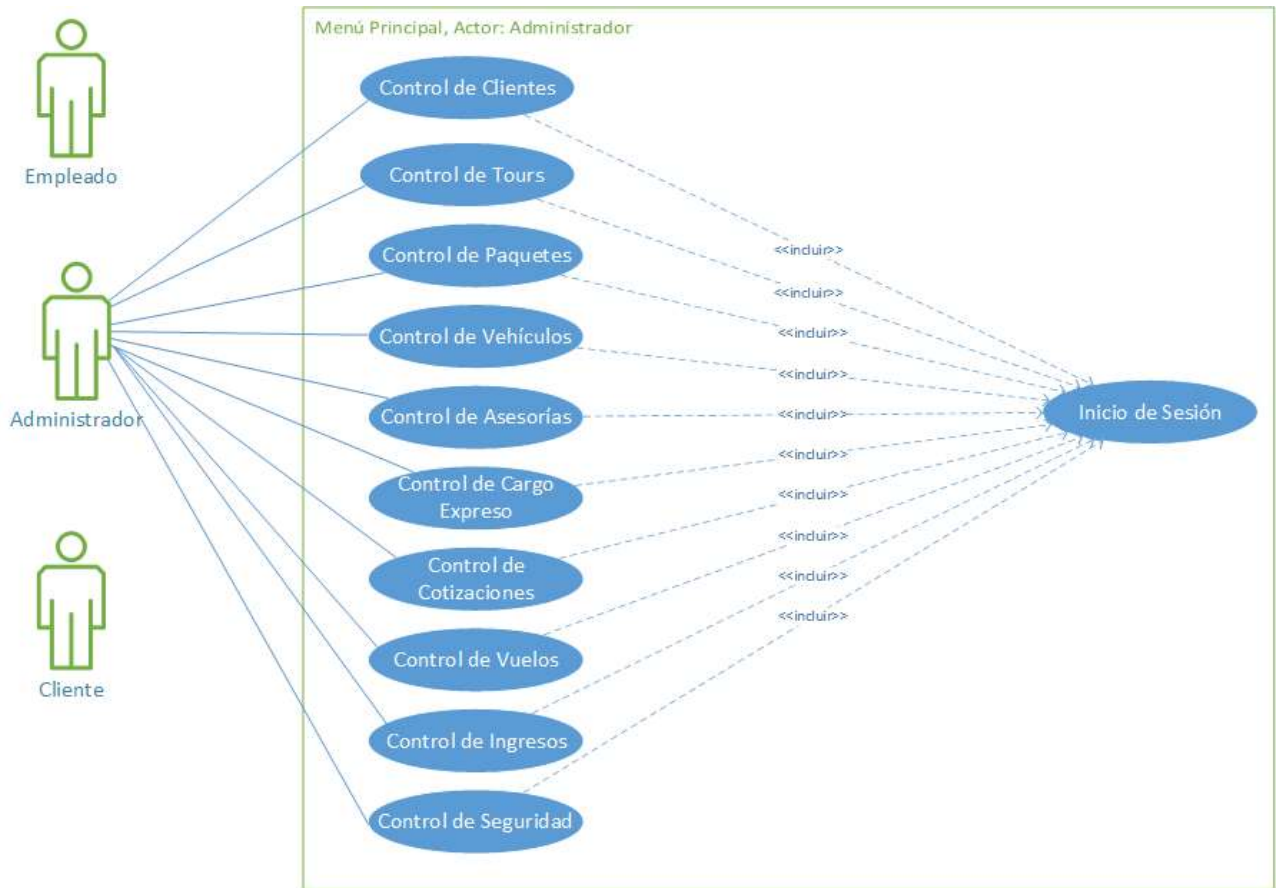 Menú Principal, Actor: Administrador
Empleado
Administrador
Cliente
Control de Clientes
Control de Tours
Control de Paquetes
Control de Vehículos
Control de Asesorías
Control de Cargo
Expreso
Control de
Cotizaciones
Control de Vuelos
Control de Ingresos
Control de Seguridad
<<incluir>>
<<incluir>>
<<incluir>>
<<incluir>>
<<incluir>>
<<incluir>>
<<incluir>>
<<incluir>>
<<incluir>>
<<incluir>>
Inicio de Sesión